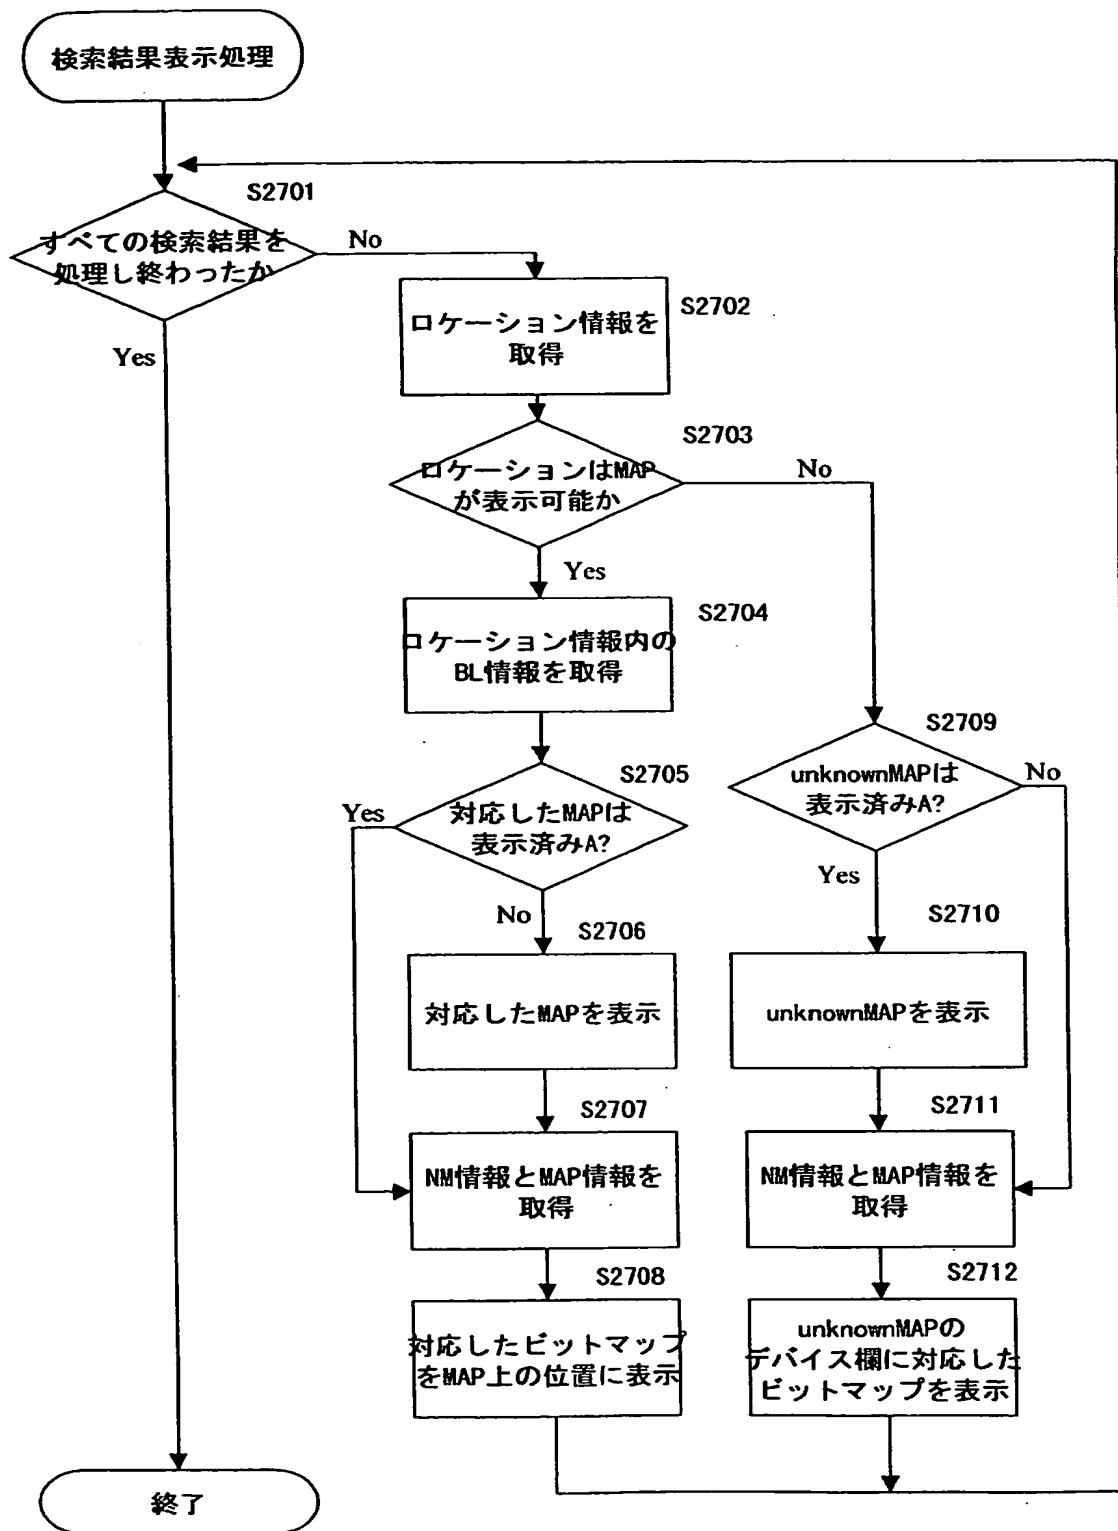 検索結果表示処理
S2701
すべての検索結果を
処理し終わったか
No
Yes
S2702
ロケーション情報を
取得
S2703
ロケーションはMAP
が表示可能か
No
Yes
S2704
ロケーション情報内の
BL情報を取得
S2705
対応したMAPは
表示済みA?
Yes
No
S2709
unknownMAPは
表示済みA?
No
Yes
S2706
対応したMAPを表示
S2710
unknownMAPを表示
S2707
NM情報とMAP情報を
取得
S2711
NM情報とMAP情報を
取得
S2708
対応したビットマップ
をMAP上の位置に表示
S2712
unknownMAPの
デバイス欄に対応した
ビットマップを表示
終了